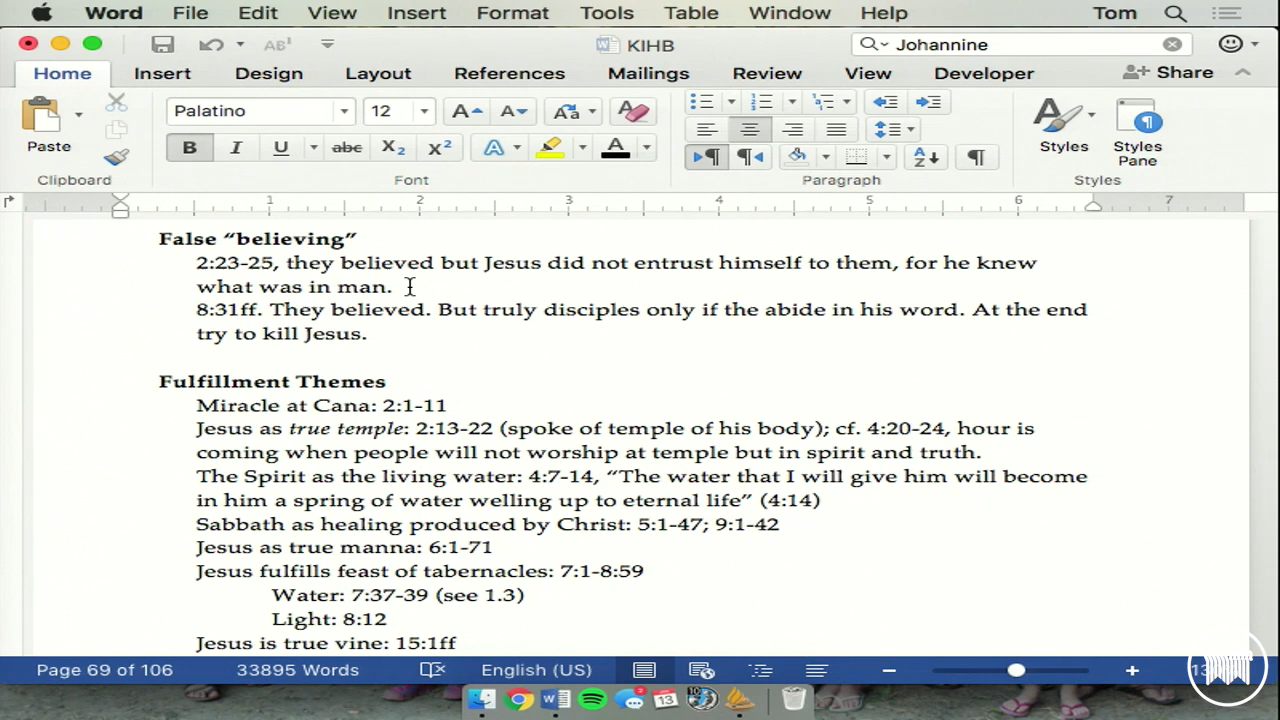 Word File Edit View Insert Format Tools Table Window Help Tom
KIHB Johannine
Home Insert Design Layout References Mailings Review View Developer Share
Palatino 12
Paste Styles Styles Pane
Clipboard Font Paragraph Styles
1 2 3 4 5 6 7
False “believing”
2:23-25, they believed but Jesus did not entrust himself to them, for he knew
what was in man.
8:31ff. They believed. But truly disciples only if the abide in his word. At the end
try to kill Jesus.
Fulfillment Themes
Miracle at Cana: 2:1-11
Jesus as true temple: 2:13-22 (spoke of temple of his body); cf. 4:20-24, hour is
coming when people will not worship at temple but in spirit and truth.
The Spirit as the living water: 4:7-14, “The water that I will give him will become
in him a spring of water welling up to eternal life” (4:14)
Sabbath as healing produced by Christ: 5:1-47; 9:1-42
Jesus as true manna: 6:1-71
Jesus fulfills feast of tabernacles: 7:1-8:59
Water: 7:37-39 (see 1.3)
Light: 8:12
Jesus is true vine: 15:1ff
Page 69 of 106 33895 Words English (US)